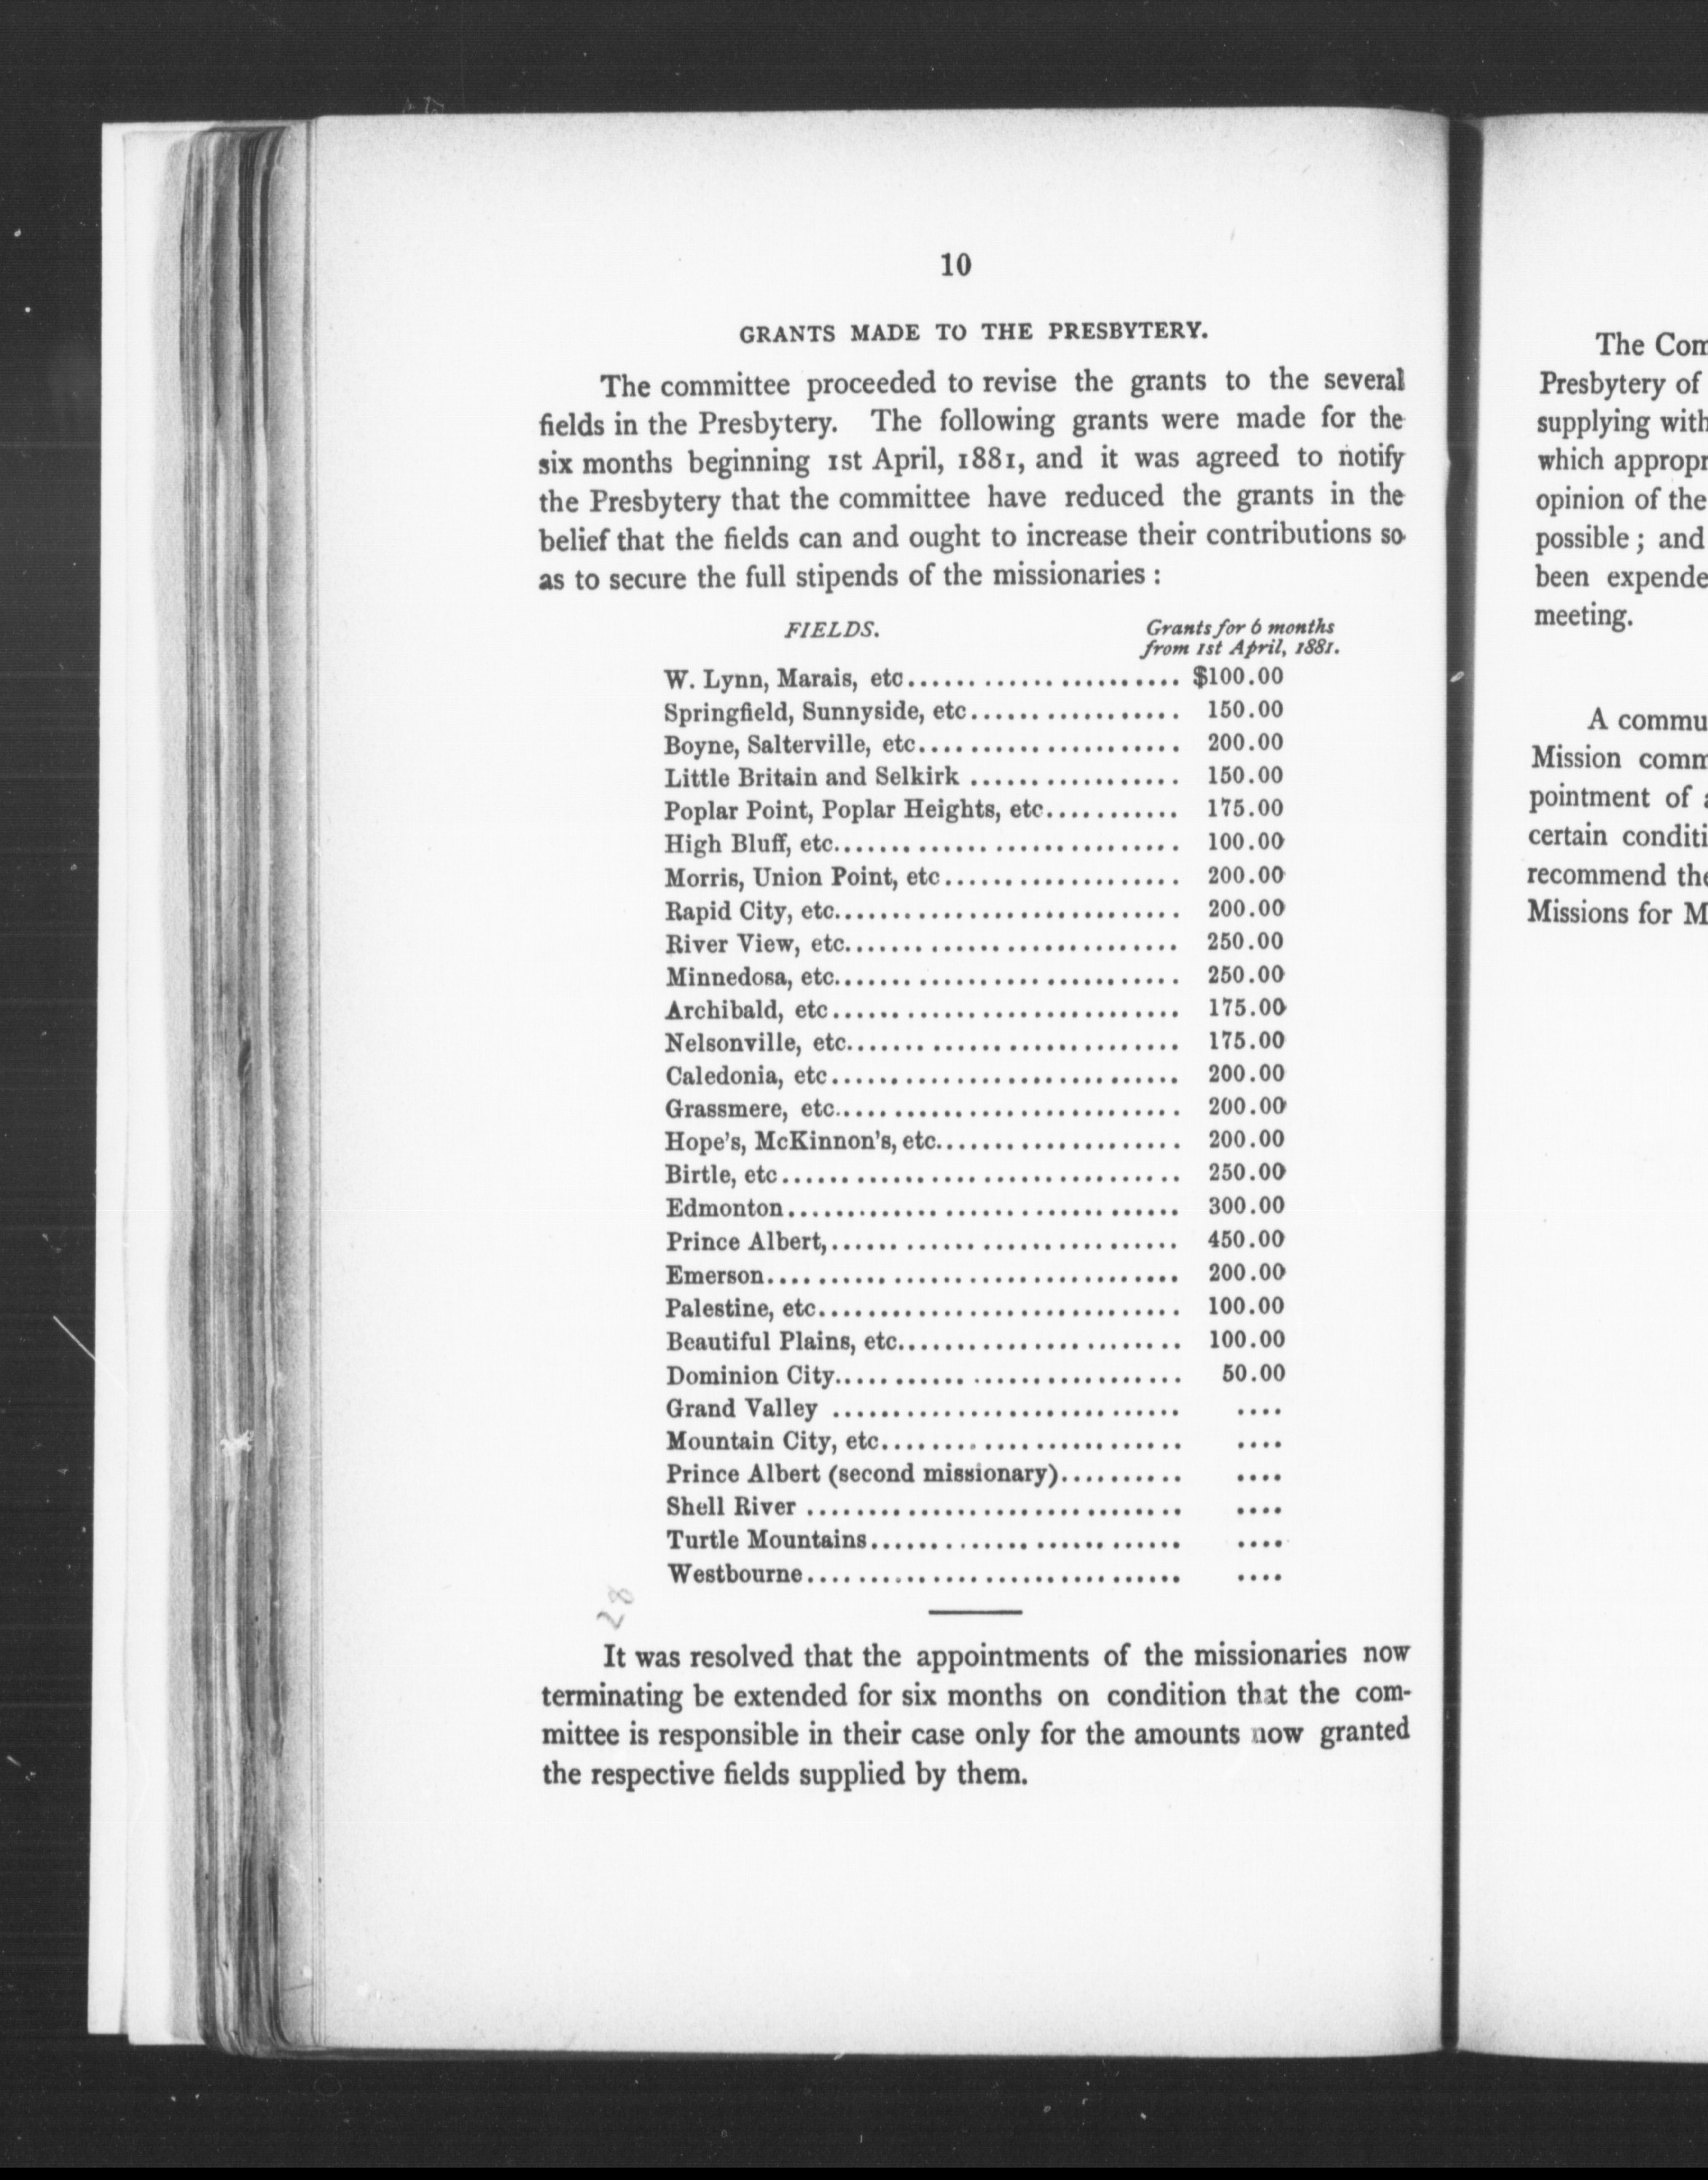 10
GRANTS MADE TO THE PRESBYTERY.
The committee proceeded to revise the grants to the several
fields in the Presbytery. The following grants were made for the
six months beginning 1st April, 1881, and it was agreed to notify
the Presbytery that the committee have reduced the grants in the
belief that the fields can and ought to increase their contributions so
as to secure the full stipends of the missionaries :
FIELDS. Grants for 6 months
from 1st April, 1881.
W. Lynn, Marais, etc........................ $100.00
Springfield, Sunnyside, etc.................. 150.00
Boyne, Salterville, etc...................... 200.00
Little Britain and Selkirk .................. 150.00
Poplar Point, Poplar Heights, etc........... 175.00
High Bluff, etc............................. 100.00
Morris, Union Point, etc.................... 200.00
Rapid City, etc............................. 200.00
River View, etc............................ 250.00
Minnedosa, etc............................. 250.00
Archibald, etc............................. 175.00
Nelsonville, etc............................ 175.00
Caledonia, etc............................. 200.00
Grassmere, etc............................. 200.00
Hope's, McKinnon's, etc.................... 200.00
Birtle, etc................................. 250.00
Edmonton................................. 300.00
Prince Albert,............................. 450.00
Emerson.................................. 200.00
Palestine, etc.............................. 100.00
Beautiful Plains, etc....................... 100.00
Dominion City............................. 50.00
Grand Valley ............................. ....
Mountain City, etc......................... ....
Prince Albert (second missionary).......... ....
Shell River ............................... ....
Turtle Mountains.......................... ....
Westbourne............................... ....
28
It was resolved that the appointments of the missionaries now
terminating be extended for six months on condition that the com-
mittee is responsible in their case only for the amounts now granted
the respective fields supplied by them.
The Com
Presbytery of
supplying with
which appropr
opinion of the
possible ; and
been expende
meeting.
A commu
Mission comm
pointment of
certain conditi
recommend the
Missions for M